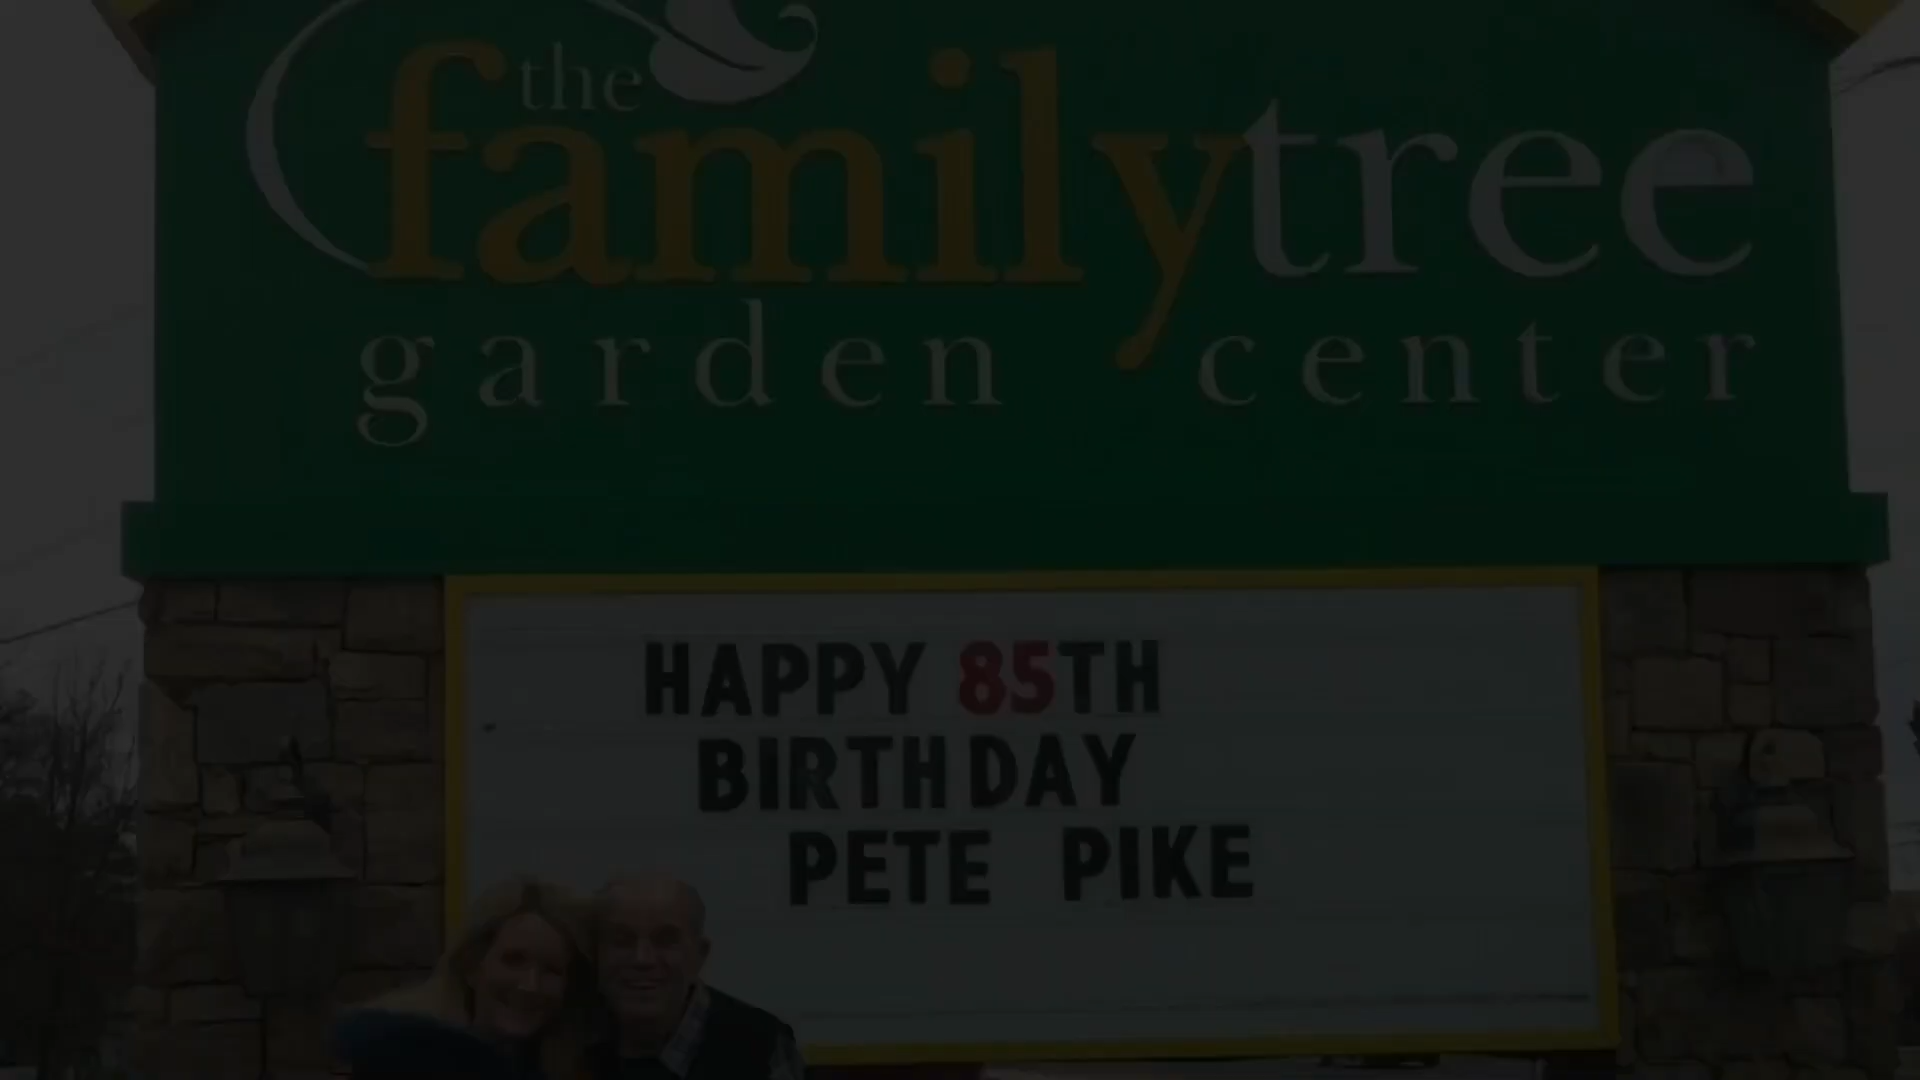 the
familytree
garden center
HAPPY 85TH
BIRTHDAY
PETE PIKE